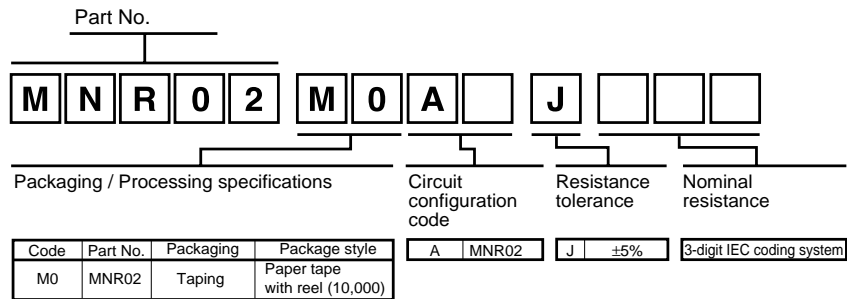 Part No.
M N R 0 2 M 0 A J
Packaging / Processing specifications
Circuit configuration code
Resistance tolerance
Nominal resistance
Code Part No. Packaging Package style
M0 MNR02 Taping Paper tape with reel (10,000)
A MNR02
J ±5%
3-digit IEC coding system